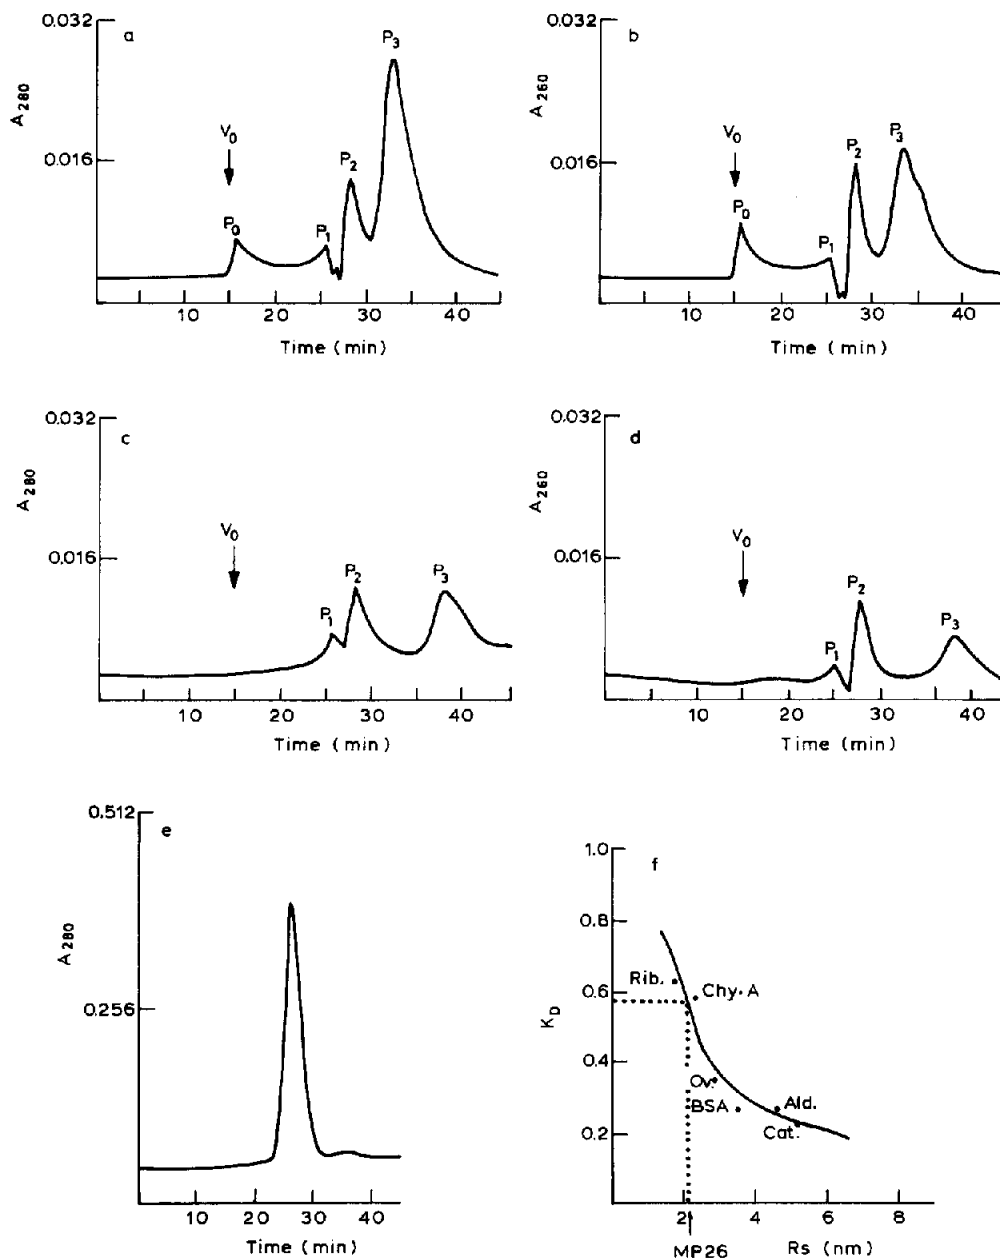 0.032
a
A280
V0
0.016
P0
P1
P2
P3
10 20 30 40
Time (min)
0.032
b
A260
V0
0.016
P0
P1
P2
P3
10 20 30 40
Time (min)
0.032
c
A280
V0
0.016
P1
P2
P3
10 20 30 40
Time (min)
0.032
d
A260
V0
0.016
P1
P2
P3
10 20 30 40
Time (min)
0.512
e
A280
0.256
10 20 30 40
Time (min)
1.0
f
0.8
Rib.
Chy.A
0.6
KD
0.4
Ov.
BSA
Ald.
Cat.
0.2
2 4 6 8
MP26
Rs (nm)